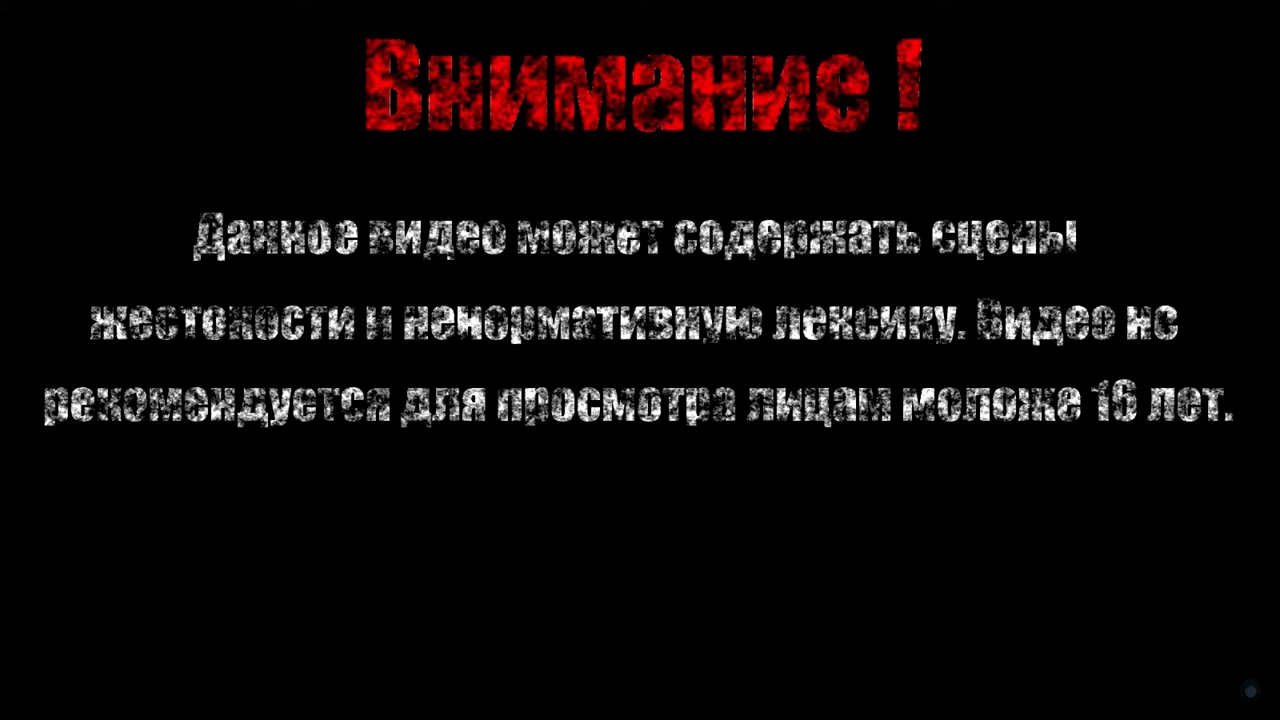 Внимание !
Данное видео может содержать сцены
жестокости и ненормативную лексику. Видео не
рекомендуется для просмотра лицам моложе 16 лет.